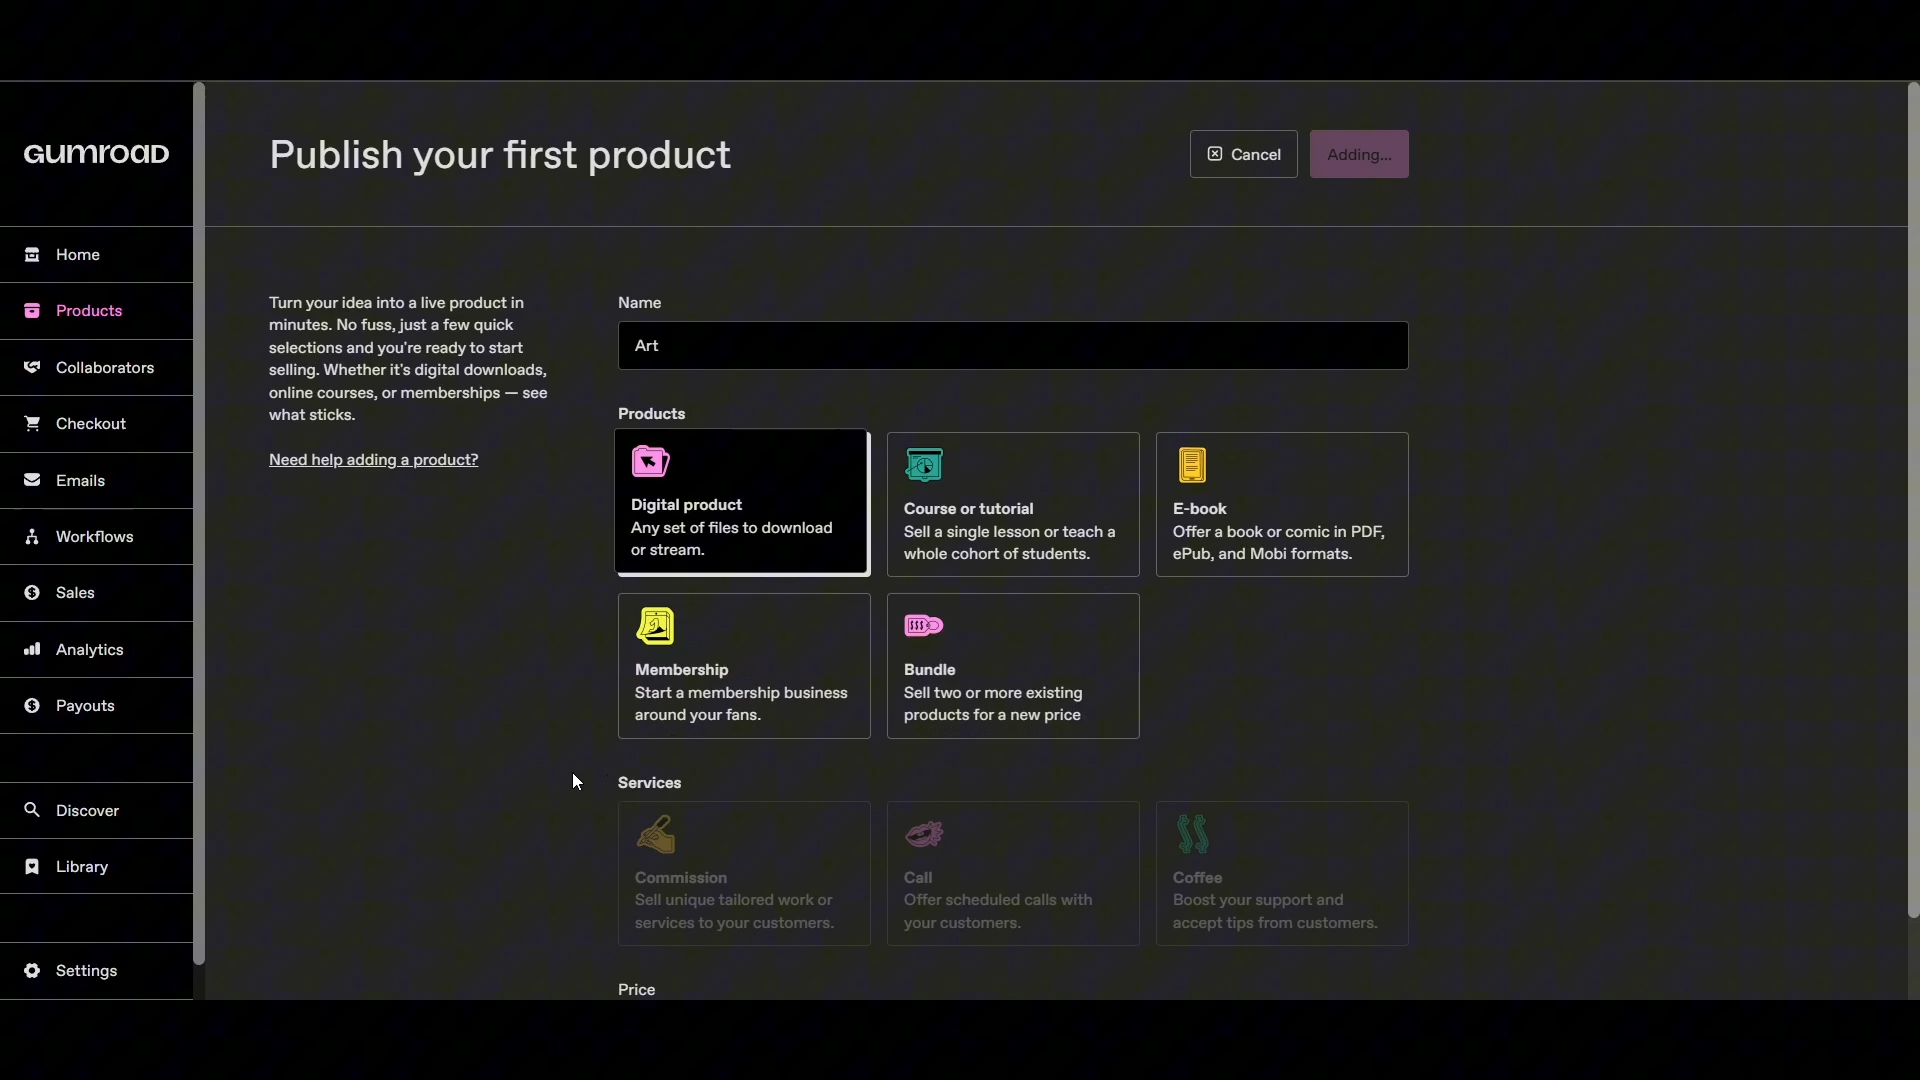 GUMROAD
Publish your first product
Cancel
Adding...
Home
Products
Collaborators
Checkout
Emails
Workflows
Sales
Analytics
Payouts
Discover
Library
Settings
Turn your idea into a live product in
minutes. No fuss, just a few quick
selections and you're ready to start
selling. Whether it's digital downloads,
online courses, or memberships — see
what sticks.
Need help adding a product?
Name
Art
Products
Digital product
Any set of files to download
or stream.
Course or tutorial
Sell a single lesson or teach a
whole cohort of students.
E-book
Offer a book or comic in PDF,
ePub, and Mobi formats.
Membership
Start a membership business
around your fans.
Bundle
Sell two or more existing
products for a new price
Services
Commission
Sell unique tailored work or
services to your customers.
Call
Offer scheduled calls with
your customers.
Coffee
Boost your support and
accept tips from customers.
Price